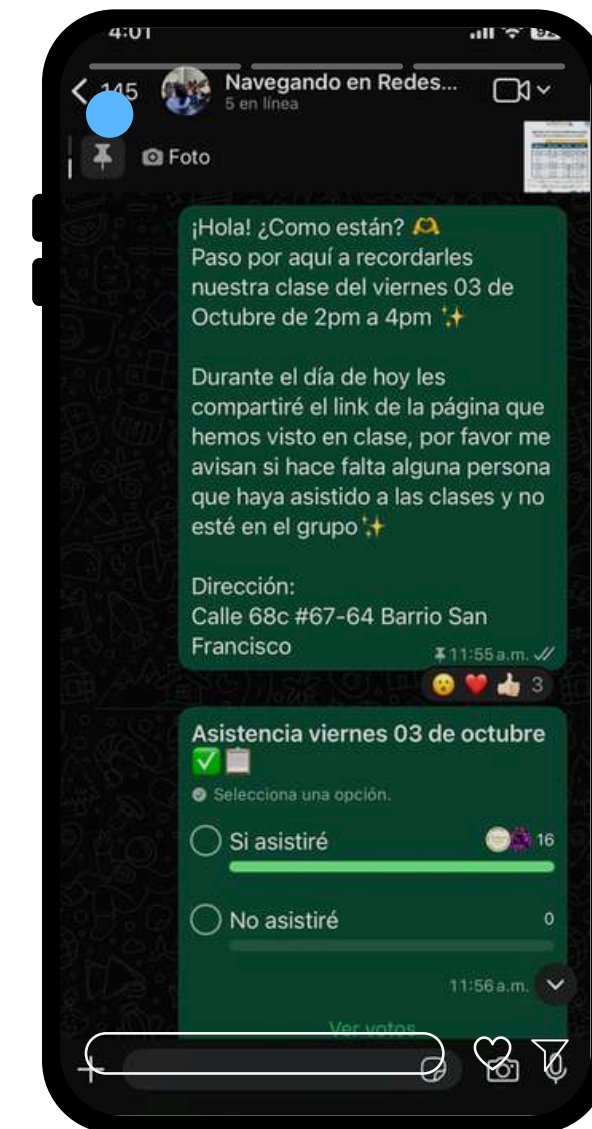 4:01
145
Navegando en Redes...
5 en línea
Foto
¡Hola! ¿Como están? 🫶
Paso por aquí a recordarles
nuestra clase del viernes 03 de
Octubre de 2pm a 4pm ✨
Durante el día de hoy les
compartiré el link de la página que
hemos visto en clase, por favor me
avisan si hace falta alguna persona
que haya asistido a las clases y no
esté en el grupo✨
Dirección:
Calle 68c #67-64 Barrio San
Francisco
11:55 a.m.
😮 ❤️ 👍🏻 3
Asistencia viernes 03 de octubre
✅📋
Selecciona una opción.
Si asistiré 16
No asistiré 0
11:56 a.m.
Ver votos